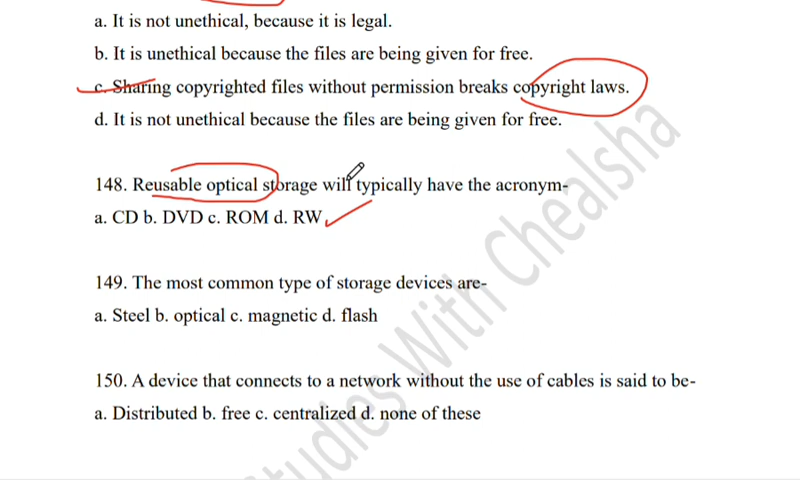 a. It is not unethical, because it is legal.
b. It is unethical because the files are being given for free.
c. Sharing copyrighted files without permission breaks copyright laws.
d. It is not unethical because the files are being given for free.
148. Reusable optical storage will typically have the acronym-
a. CD b. DVD c. ROM d. RW
149. The most common type of storage devices are-
a. Steel b. optical c. magnetic d. flash
150. A device that connects to a network without the use of cables is said to be-
a. Distributed b. free c. centralized d. none of these
Studies With Chealsha